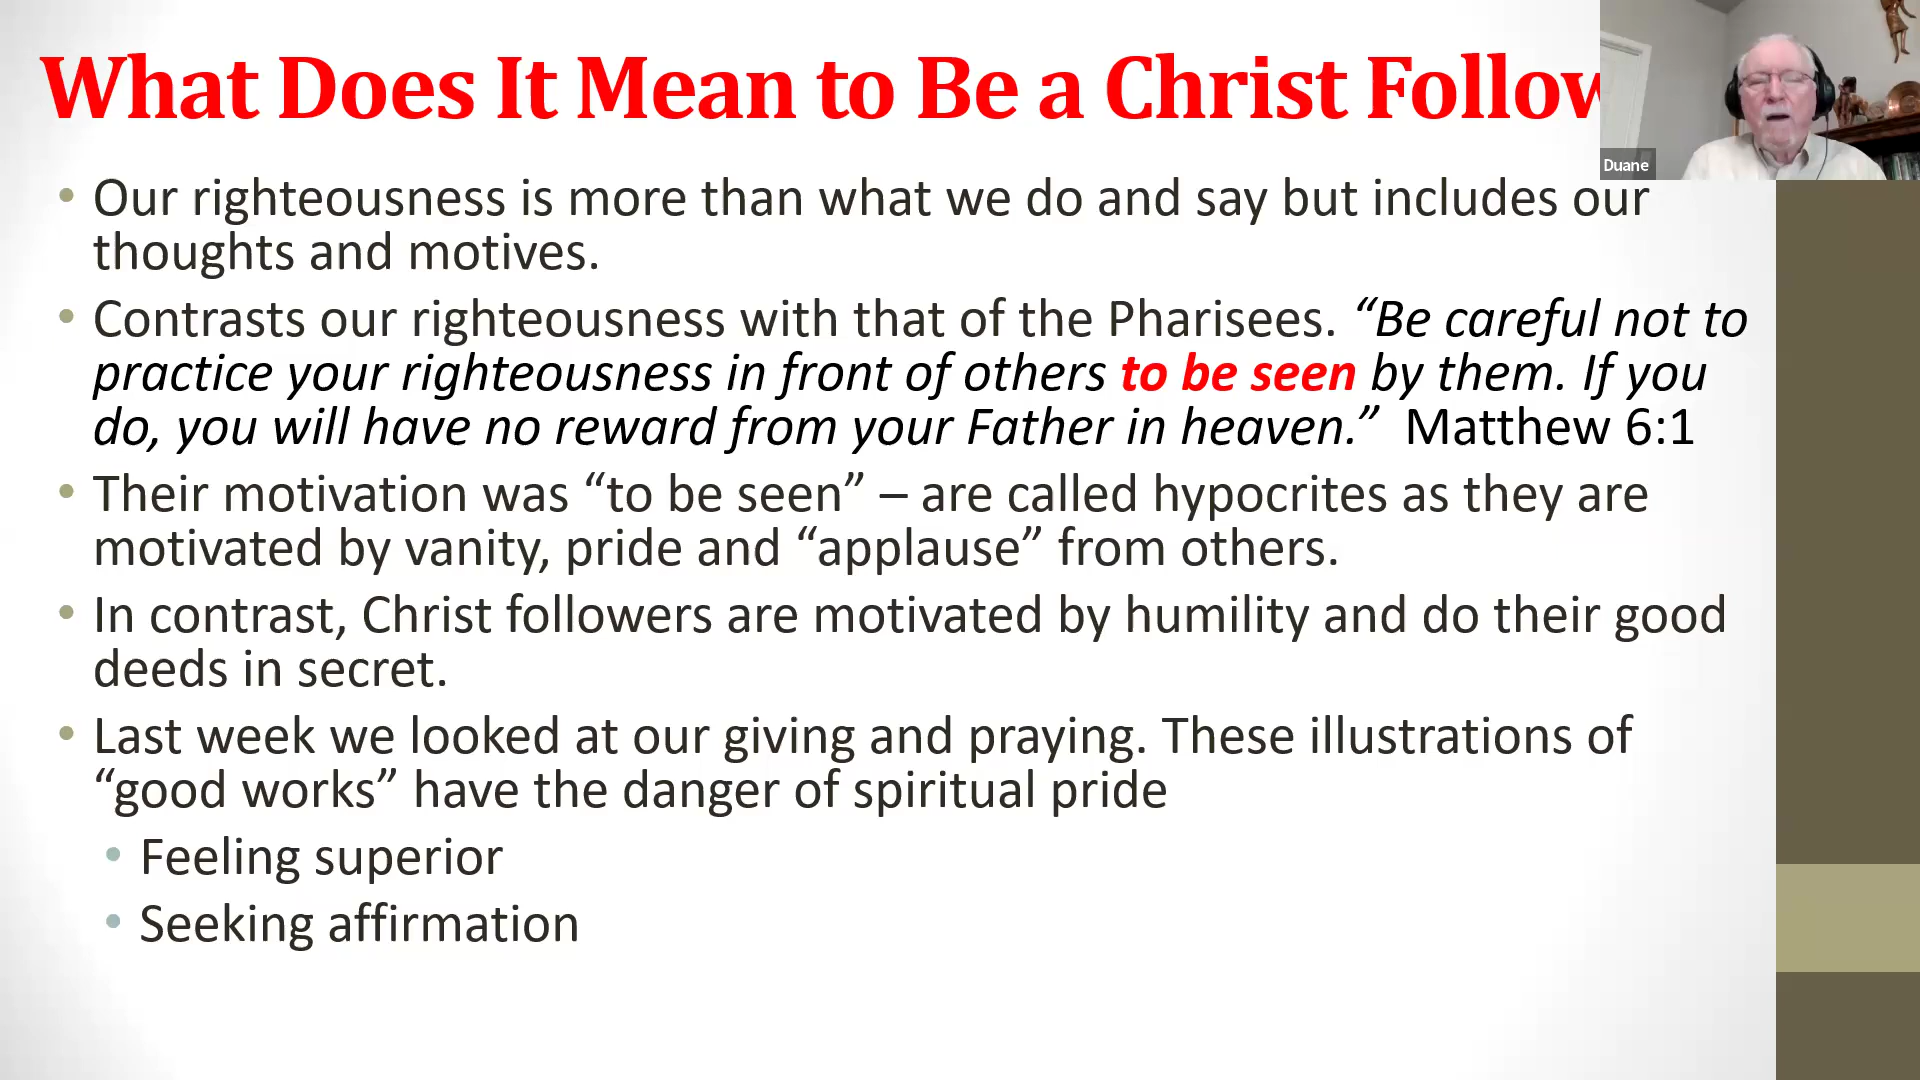 What Does It Mean to Be a Christ Follow
Duane
• Our righteousness is more than what we do and say but includes our
thoughts and motives.
• Contrasts our righteousness with that of the Pharisees. “Be careful not to
practice your righteousness in front of others to be seen by them. If you
do, you will have no reward from your Father in heaven.” Matthew 6:1
• Their motivation was “to be seen” – are called hypocrites as they are
motivated by vanity, pride and “applause” from others.
• In contrast, Christ followers are motivated by humility and do their good
deeds in secret.
• Last week we looked at our giving and praying. These illustrations of
“good works” have the danger of spiritual pride
• Feeling superior
• Seeking affirmation